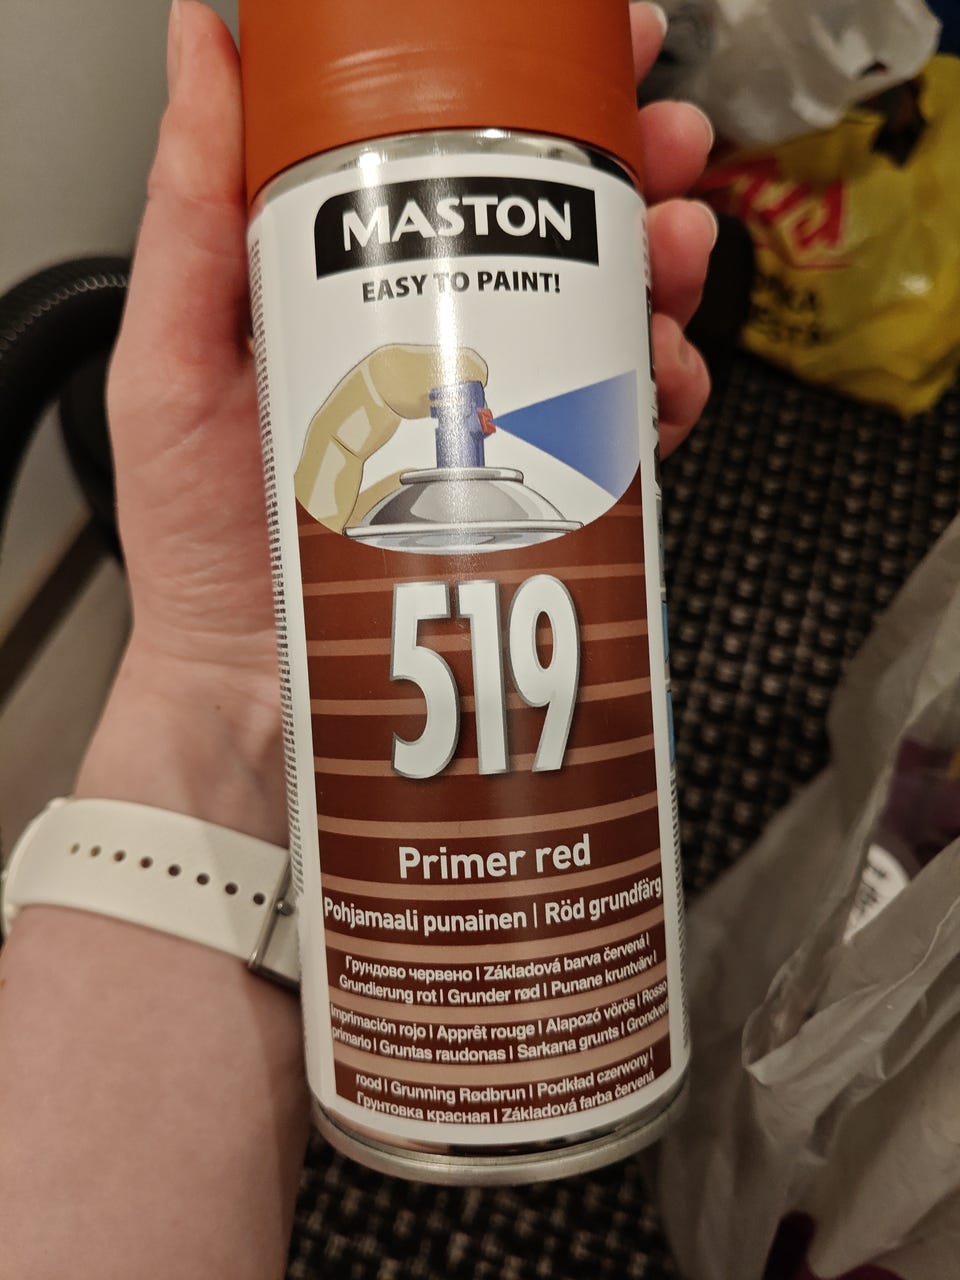 MASTON
EASY TO PAINT!
519
Primer red
Pohjamaali punainen | Röd grundfärg
Грундово червено | Základová barva červená |
Grundierung rot | Grunder rød | Punane kruntvärv |
Imprimación rojo | Apprêt rouge | Alapozó vörös | Rosso
primario | Gruntas raudonas | Sarkana grunts | Grondverf
rood | Grunning Rødbrun | Podkład czerwony |
Грунтовка красная | Základová farba červená